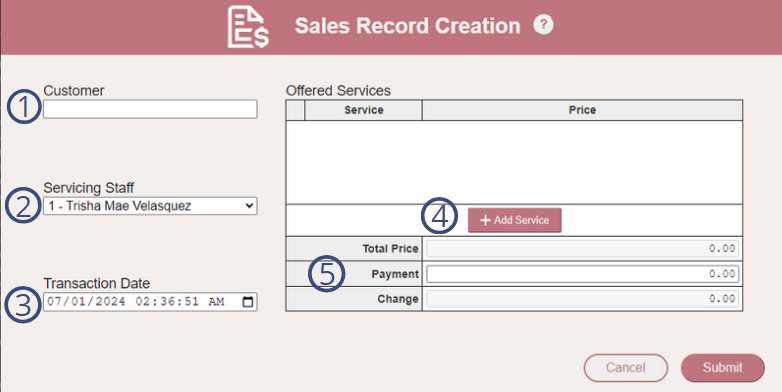 Sales Record Creation ?
Customer
1
Servicing Staff
2 1 - Trisha Mae Velasquez
Transaction Date
3 07/01/2024 02:36:51 AM
Offered Services
Service Price
4 + Add Service
Total Price 0.00
5 Payment 0.00
Change 0.00
Cancel Submit